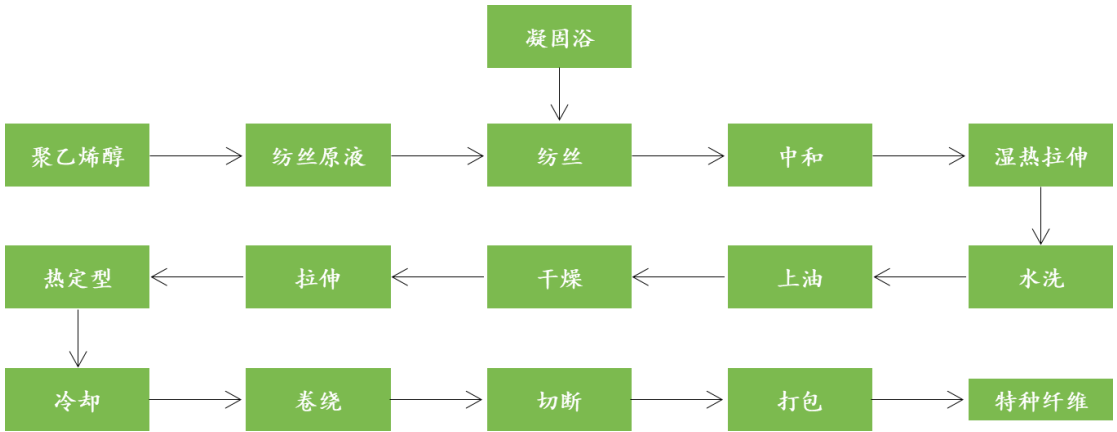 凝固浴
聚乙烯醇
纺丝原液
纺丝
中和
湿热拉伸
热定型
拉伸
干燥
上油
水洗
冷却
卷绕
切断
打包
特种纤维